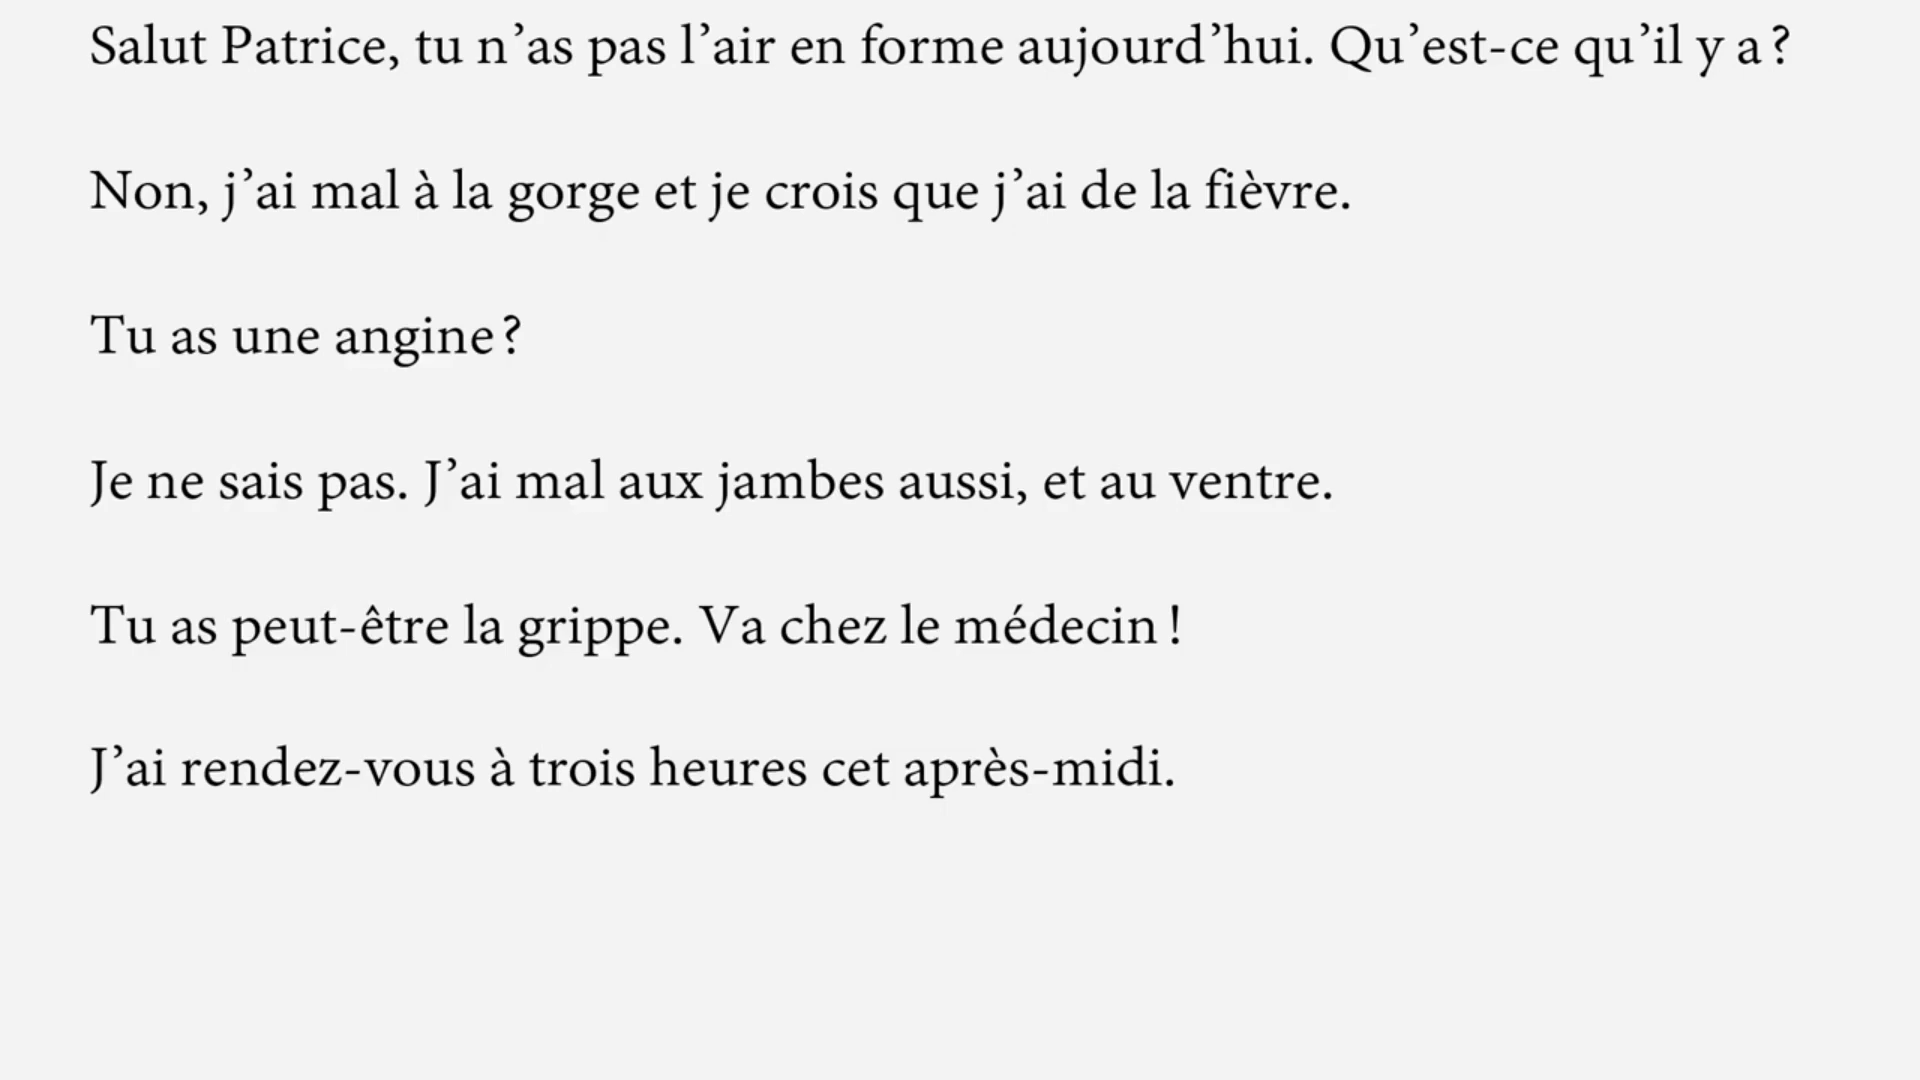 Salut Patrice, tu n’as pas l’air en forme aujourd’hui. Qu’est-ce qu’il y a ?
Non, j’ai mal à la gorge et je crois que j’ai de la fièvre.
Tu as une angine ?
Je ne sais pas. J’ai mal aux jambes aussi, et au ventre.
Tu as peut-être la grippe. Va chez le médecin !
J’ai rendez-vous à trois heures cet après-midi.